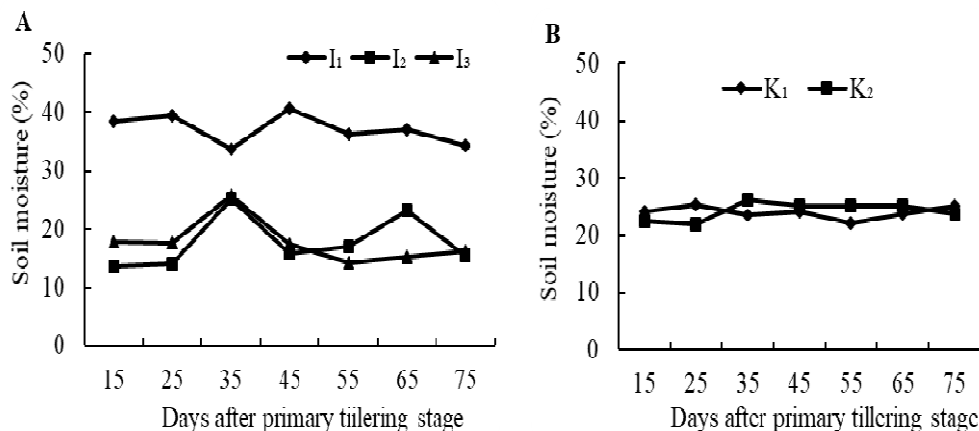 A
I₁ I₂ I₃
50
40
30
20
10
0
Soil moisture (%)
15 25 35 45 55 65 75
Days after primary tillering stage
B
K₁ K₂
50
40
30
20
10
0
Soil moisture (%)
15 25 35 45 55 65 75
Days after primary tillering stage